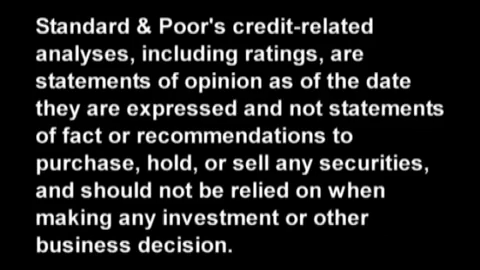 Standard & Poor's credit-related
analyses, including ratings, are
statements of opinion as of the date
they are expressed and not statements
of fact or recommendations to
purchase, hold, or sell any securities,
and should not be relied on when
making any investment or other
business decision.